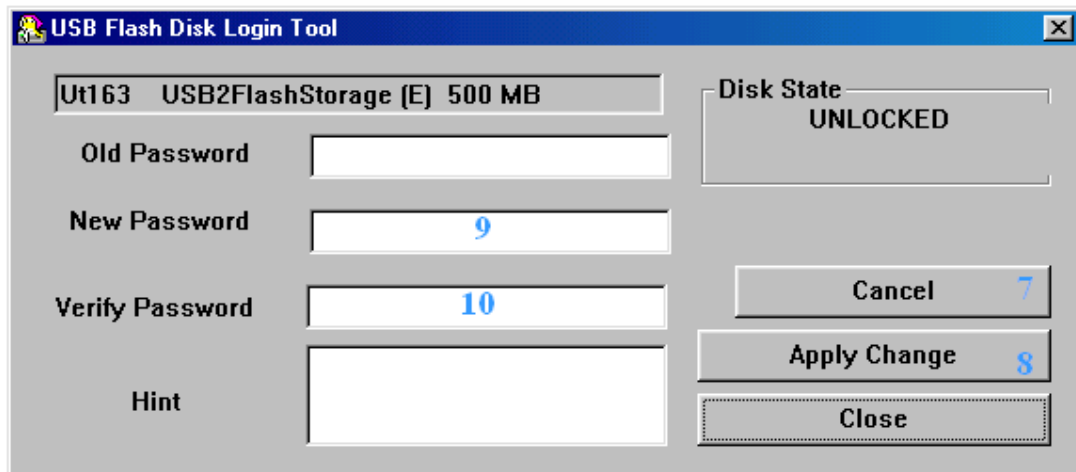 USB Flash Disk Login Tool
Ut163 USB2FlashStorage (E) 500 MB
Disk State
UNLOCKED
Old Password
New Password 9
Verify Password 10
Hint
Cancel 7
Apply Change 8
Close